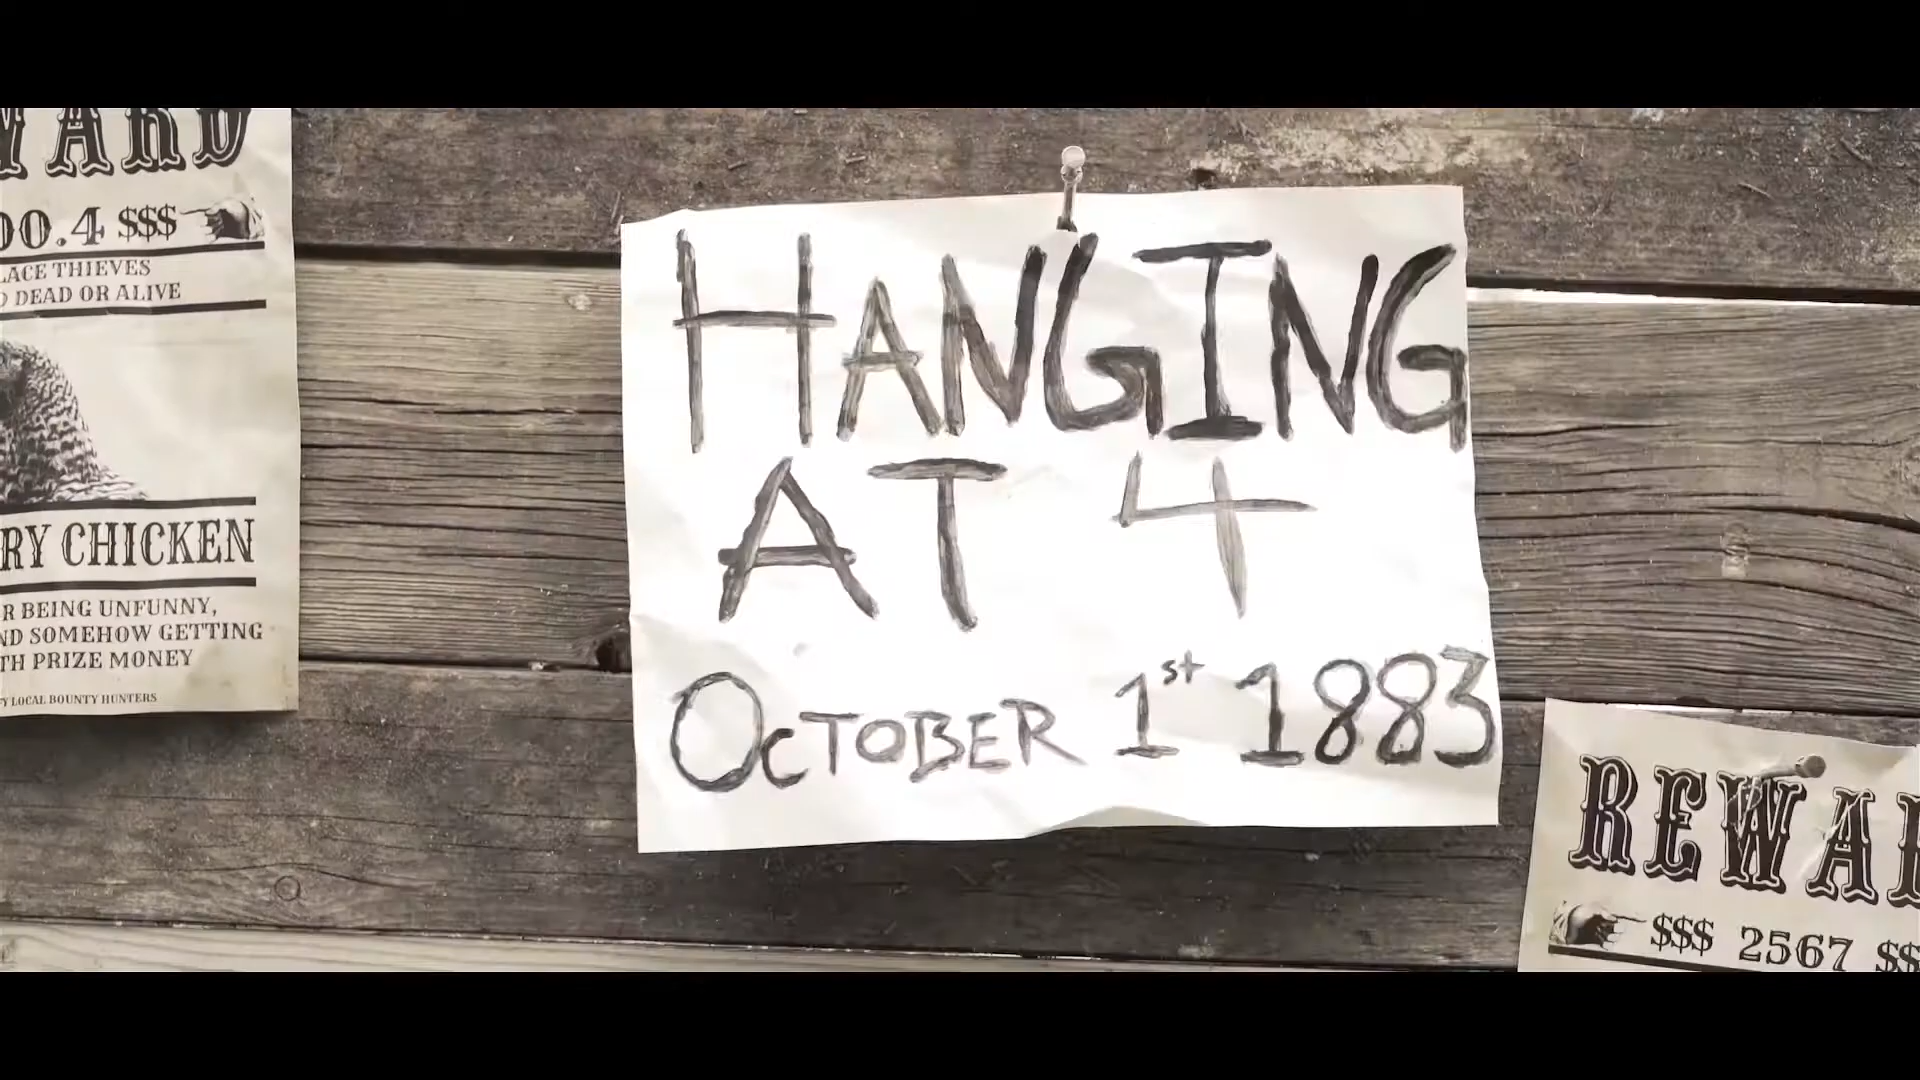 WARD
00.4 $$$
LACE THIEVES
DEAD OR ALIVE
RY CHICKEN
R BEING UNFUNNY,
ND SOMEHOW GETTING
TH PRIZE MONEY
Y LOCAL BOUNTY HUNTERS
HANGING
AT 4
OCTOBER 1st 1883
REWA
$$$ 2567 $$